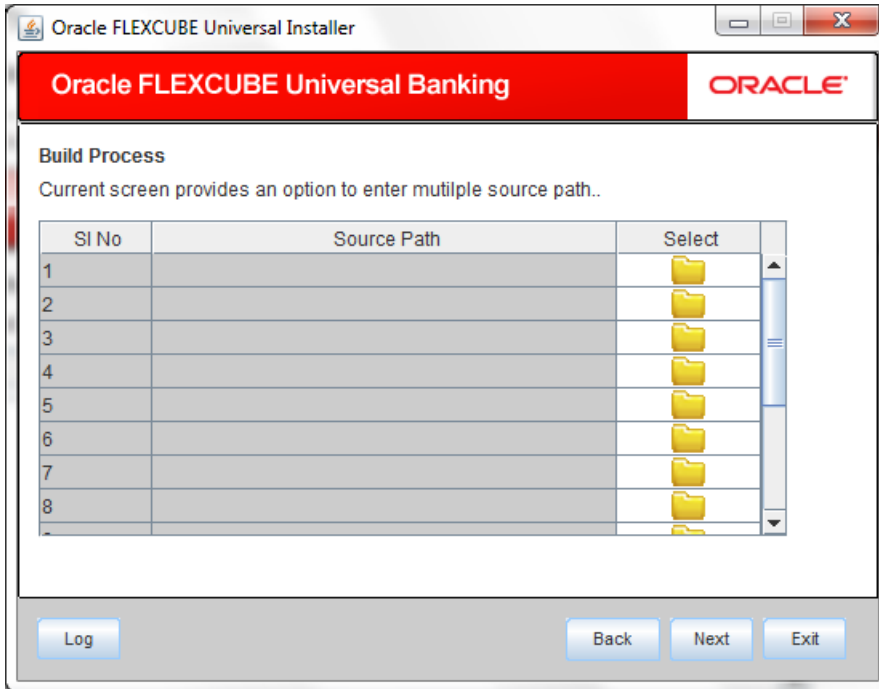 Oracle FLEXCUBE Universal Installer
Oracle FLEXCUBE Universal Banking
ORACLE
Build Process
Current screen provides an option to enter mutilple source path..
SI No Source Path Select
1
2
3
4
5
6
7
8
Log Back Next Exit